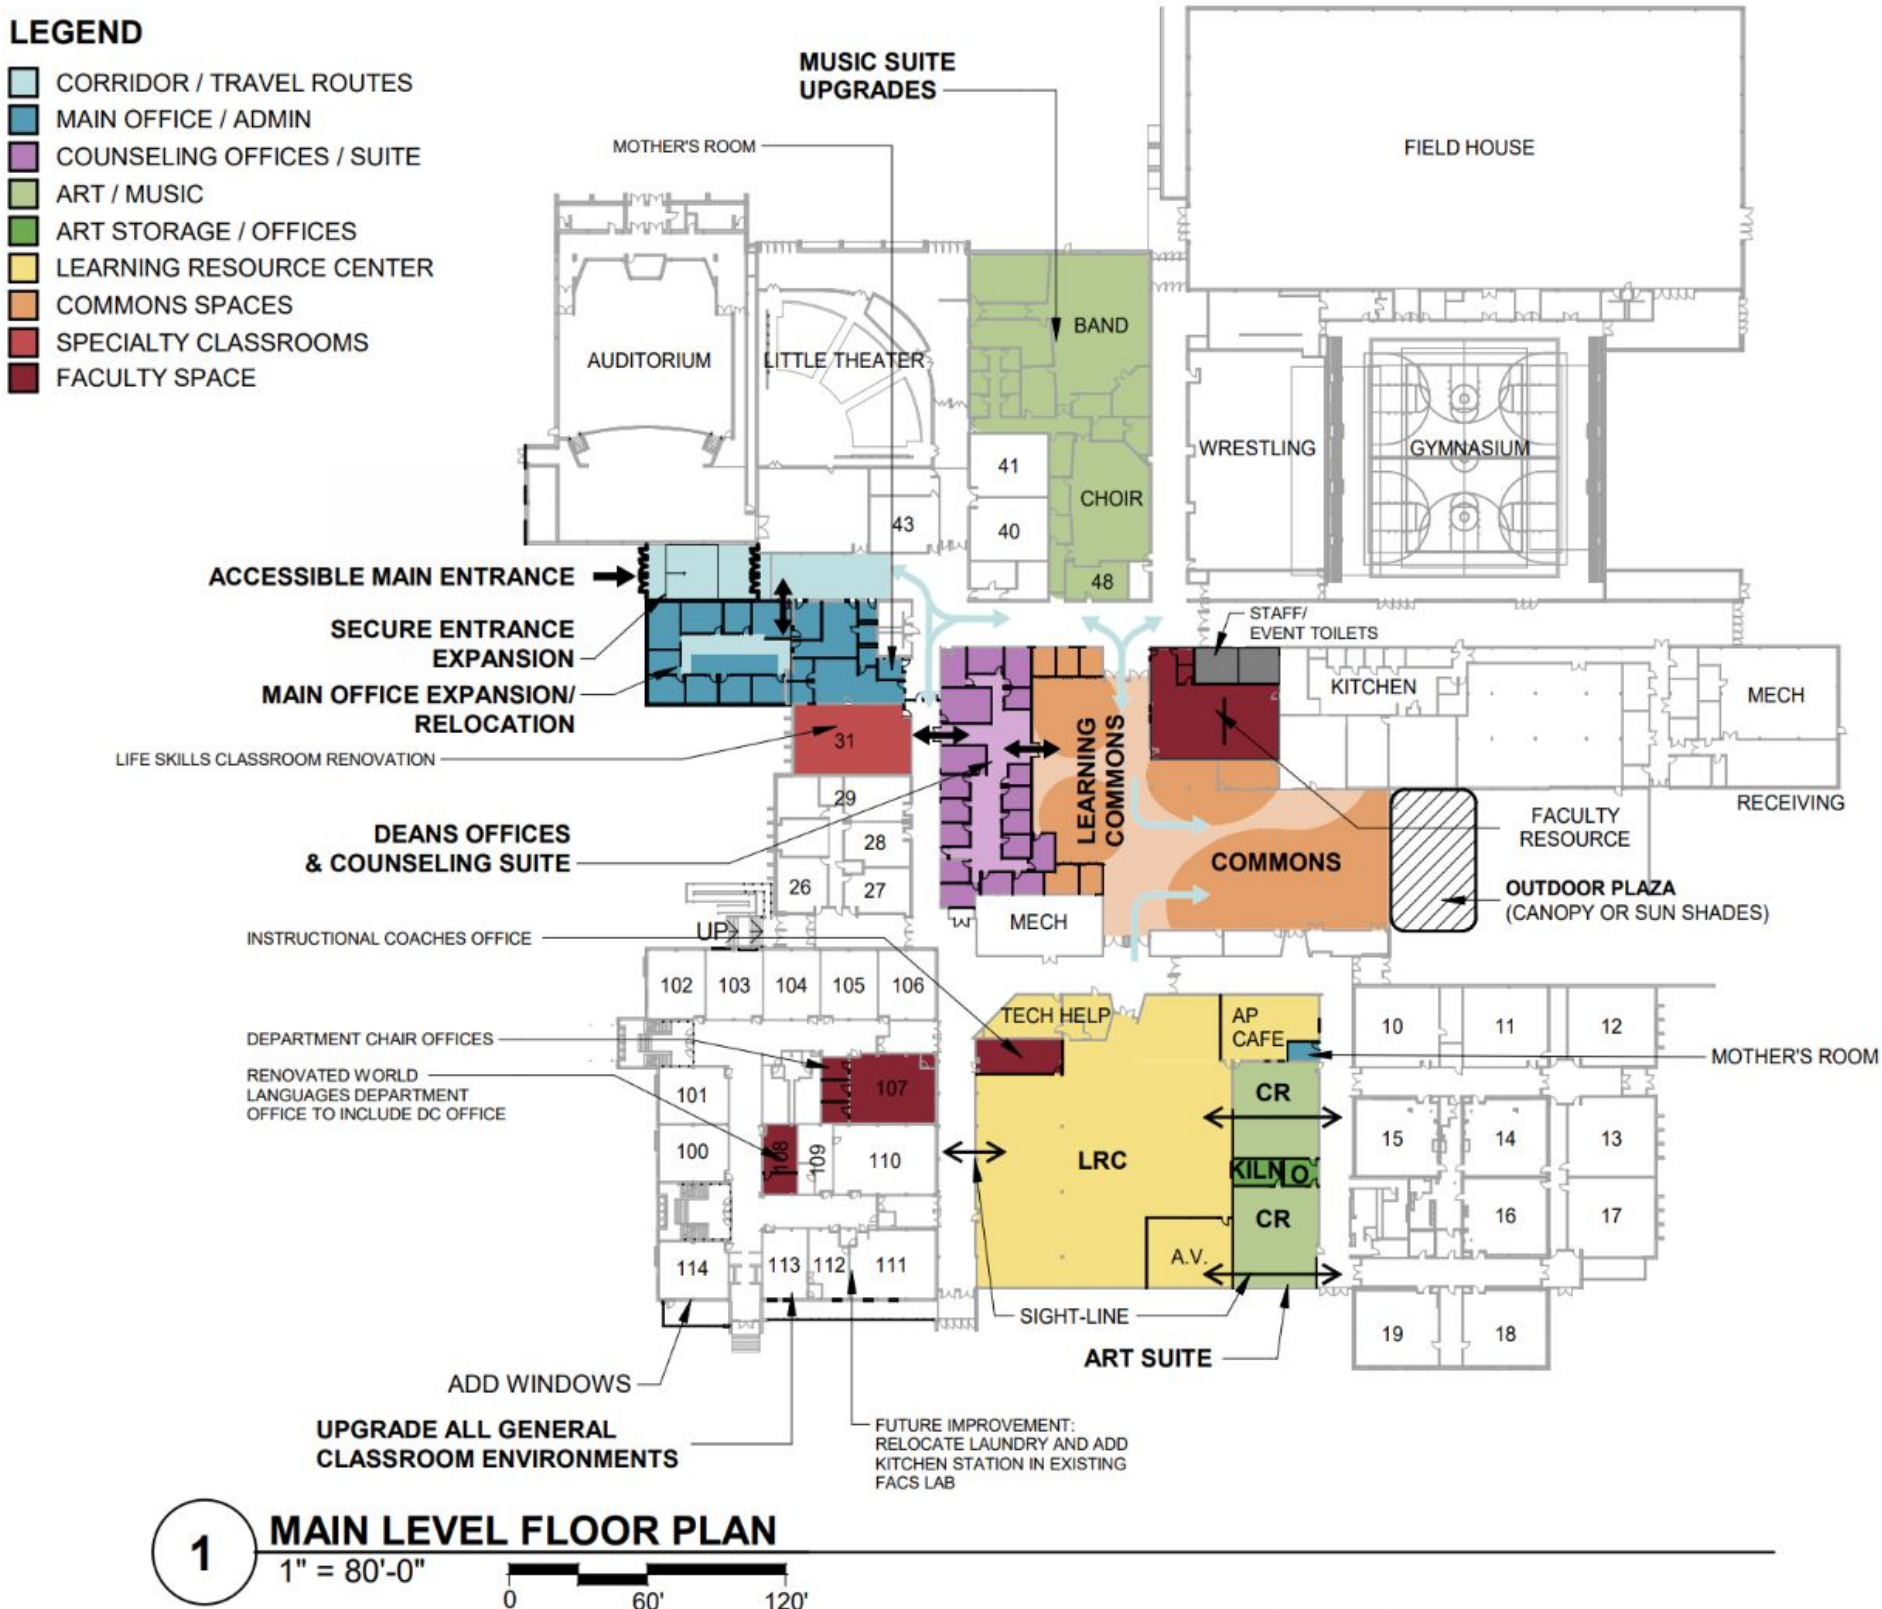 LEGEND
CORRIDOR / TRAVEL ROUTES
MAIN OFFICE / ADMIN
COUNSELING OFFICES / SUITE
ART / MUSIC
ART STORAGE / OFFICES
LEARNING RESOURCE CENTER
COMMONS SPACES
SPECIALTY CLASSROOMS
FACULTY SPACE
MUSIC SUITE
UPGRADES
MOTHER'S ROOM
FIELD HOUSE
BAND
AUDITORIUM
LITTLE THEATER
WRESTLING
GYMNASIUM
41
CHOIR
43
40
48
ACCESSIBLE MAIN ENTRANCE
SECURE ENTRANCE
EXPANSION
MAIN OFFICE EXPANSION/
RELOCATION
STAFF/
EVENT TOILETS
KITCHEN
MECH
31
LIFE SKILLS CLASSROOM RENOVATION
LEARNING
COMMONS
29
28
26
27
DEANS OFFICES
& COUNSELING SUITE
RECEIVING
FACULTY
RESOURCE
COMMONS
OUTDOOR PLAZA
(CANOPY OR SUN SHADES)
MECH
UP
INSTRUCTIONAL COACHES OFFICE
102
103
104
105
106
TECH HELP
AP
CAFE
10
11
12
DEPARTMENT CHAIR OFFICES
MOTHER'S ROOM
RENOVATED WORLD
LANGUAGES DEPARTMENT
OFFICE TO INCLUDE DC OFFICE
101
107
CR
100
108
109
110
LRC
KILN
O
15
14
13
CR
16
17
114
113
112
111
A.V.
SIGHT-LINE
19
18
ART SUITE
ADD WINDOWS
UPGRADE ALL GENERAL
CLASSROOM ENVIRONMENTS
FUTURE IMPROVEMENT:
RELOCATE LAUNDRY AND ADD
KITCHEN STATION IN EXISTING
FACS LAB
1
MAIN LEVEL FLOOR PLAN
1" = 80'-0"
0
60'
120'